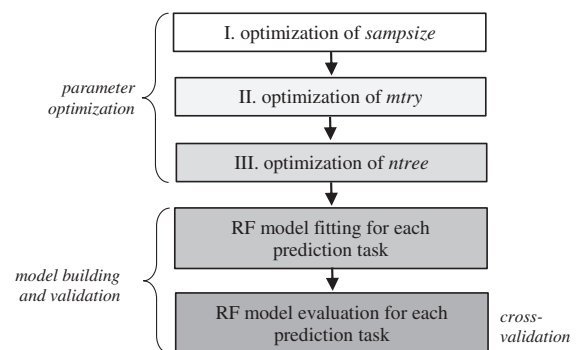 I. optimization of sampsize
parameter
optimization
II. optimization of mtry
III. optimization of ntree
RF model fitting for each
prediction task
model building
and validation
RF model evaluation for each
prediction task
cross-
validation